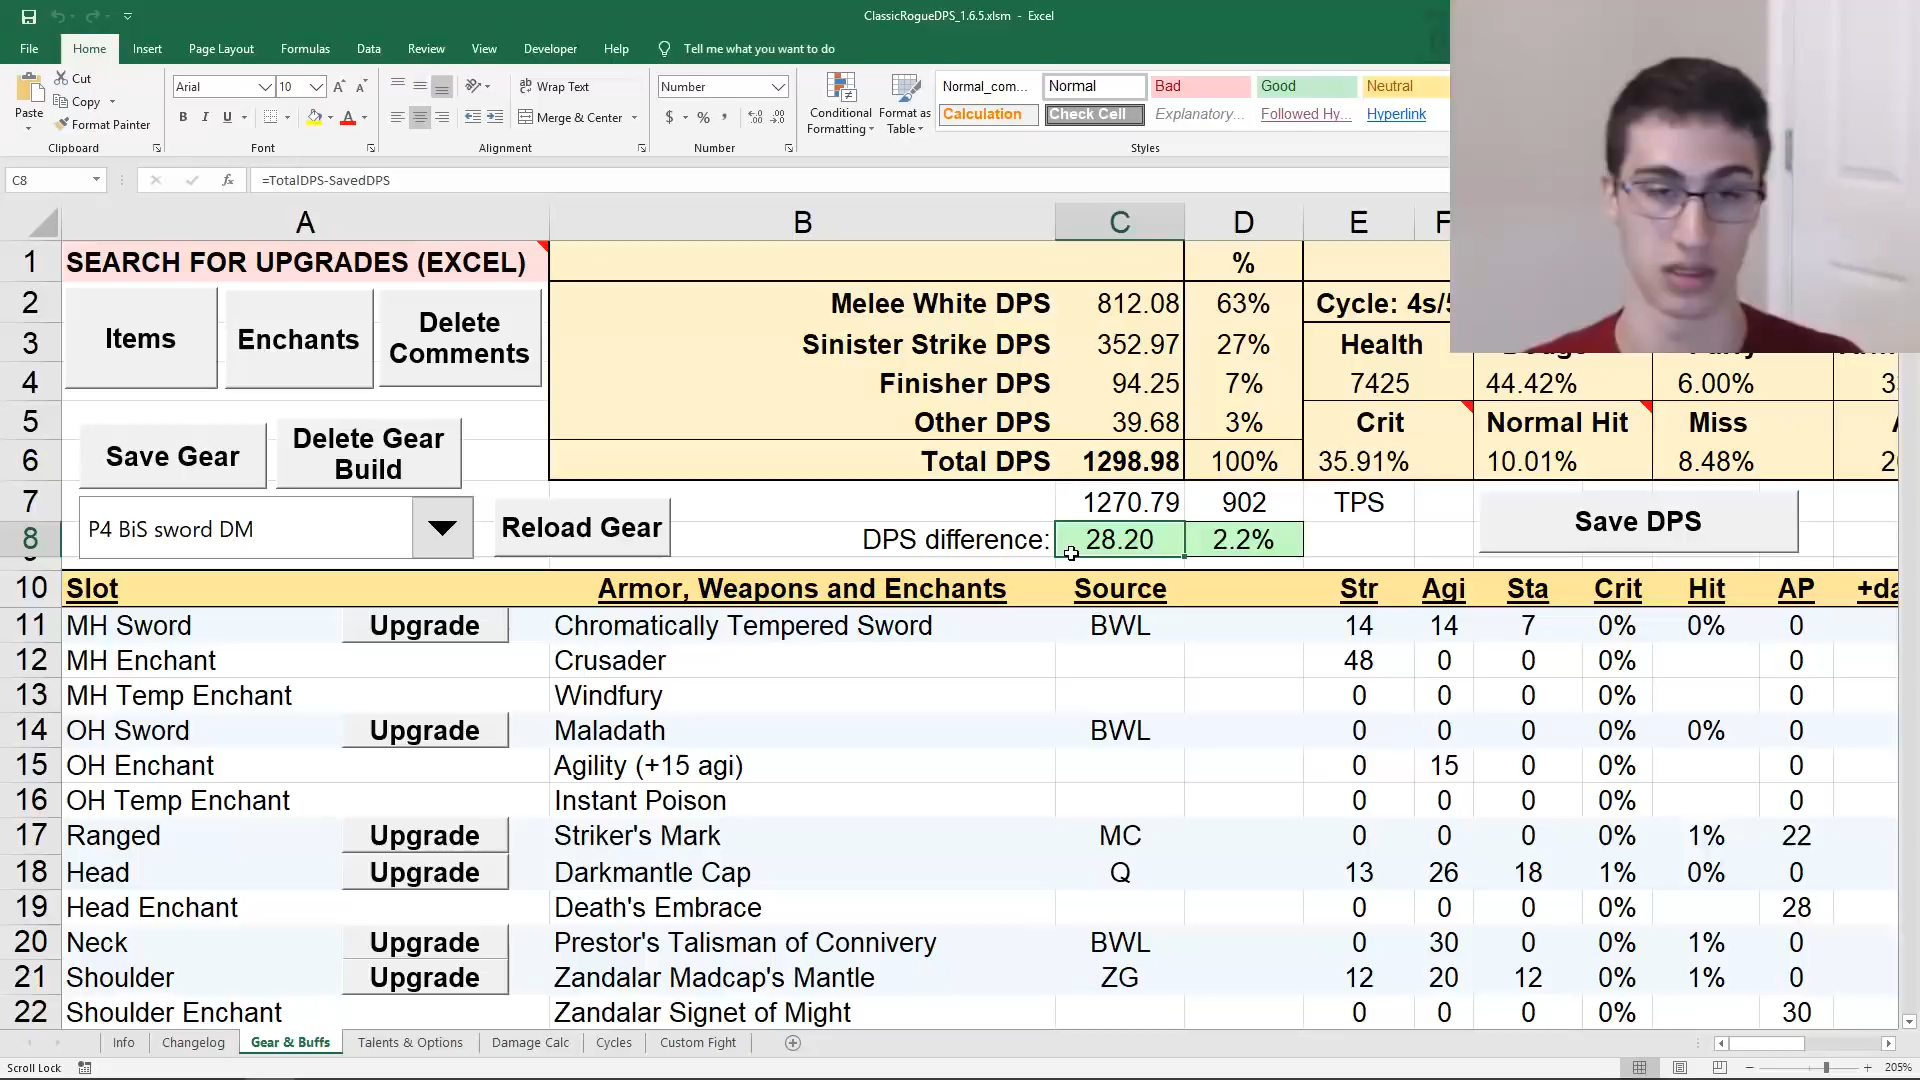 ClassicRogueDPS_1.6.5.xlsm - Excel
File Home Insert Page Layout Formulas Data Review View Developer Help Tell me what you want to do
Paste
Cut
Copy
Format Painter
Clipboard
Arial 10
B I U
Font
Wrap Text
Merge & Center
Alignment
Number
$ % ,
Number
Conditional Formatting
Format as Table
Normal_com... Normal Bad Good Neutral
Calculation Check Cell Explanatory... Followed Hy... Hyperlink
Styles
C8 fx =TotalDPS-SavedDPS
A B C D E F
1 SEARCH FOR UPGRADES (EXCEL) %
2 Melee White DPS 812.08 63% Cycle: 4s/5
Items Enchants Delete Comments
3 Sinister Strike DPS 352.97 27% Health
4 Finisher DPS 94.25 7% 7425 44.42% 6.00% 3
5 Other DPS 39.68 3% Crit Normal Hit Miss
Save Gear Delete Gear Build
6 Total DPS 1298.98 100% 35.91% 10.01% 8.48% 20
7 1270.79 902 TPS Save DPS
P4 BiS sword DM Reload Gear
8 DPS difference: 28.20 2.2%
10 Slot Armor, Weapons and Enchants Source Str Agi Sta Crit Hit AP +da
11 MH Sword Upgrade Chromatically Tempered Sword BWL 14 14 7 0% 0% 0
12 MH Enchant Crusader 48 0 0 0% 0
13 MH Temp Enchant Windfury 0 0 0 0% 0
14 OH Sword Upgrade Maladath BWL 0 0 0 0% 0% 0
15 OH Enchant Agility (+15 agi) 0 15 0 0% 0
16 OH Temp Enchant Instant Poison 0 0 0 0% 0
17 Ranged Upgrade Striker's Mark MC 0 0 0 0% 1% 22
18 Head Upgrade Darkmantle Cap Q 13 26 18 1% 0% 0
19 Head Enchant Death's Embrace 0 0 0 0% 28
20 Neck Upgrade Prestor's Talisman of Connivery BWL 0 30 0 0% 1% 0
21 Shoulder Upgrade Zandalar Madcap's Mantle ZG 12 20 12 0% 1% 0
22 Shoulder Enchant Zandalar Signet of Might 0 0 0 0% 30
Info Changelog Gear & Buffs Talents & Options Damage Calc Cycles Custom Fight
Scroll Lock 205%